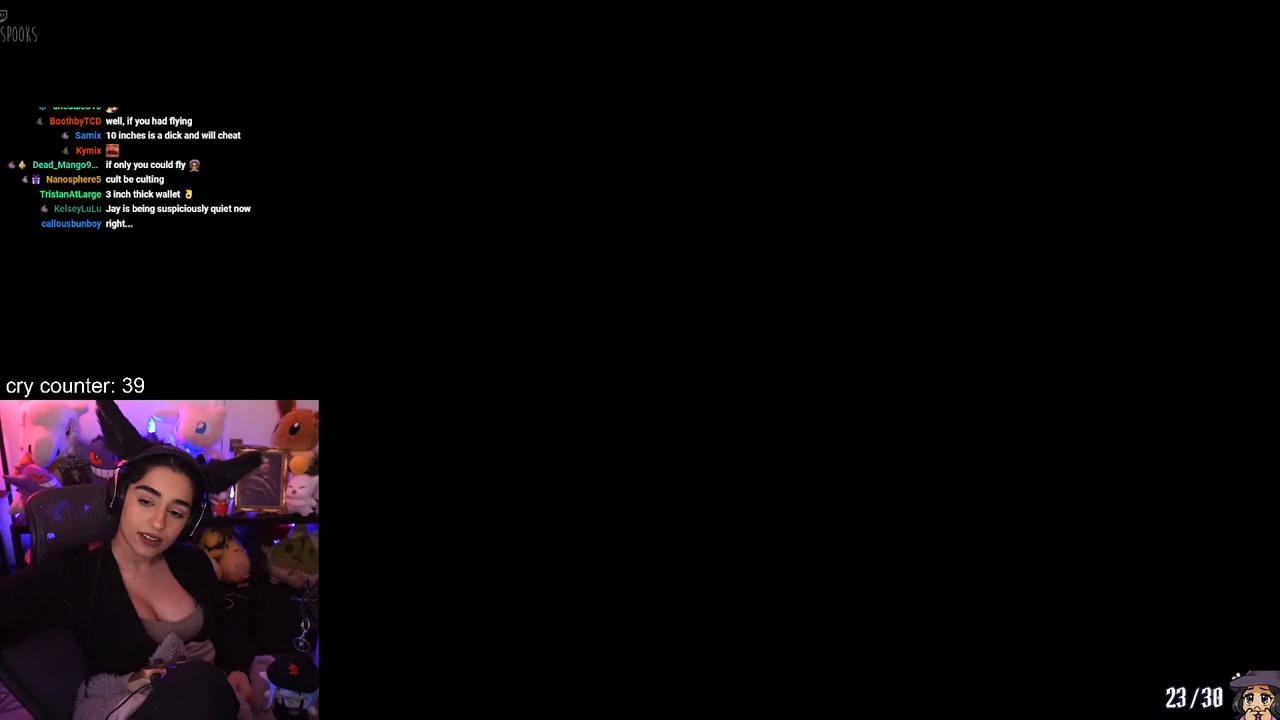 SPOOKS
BoothbyTCD well, if you had flying
Samix 10 inches is a dick and will cheat
Kymix
Dead_Mango9... if only you could fly
Nanosphere5 cult be culting
TristanAtLarge 3 inch thick wallet 👌
KelseyLuLu Jay is being suspiciously quiet now
callousbunboy right...
cry counter: 39
23/30